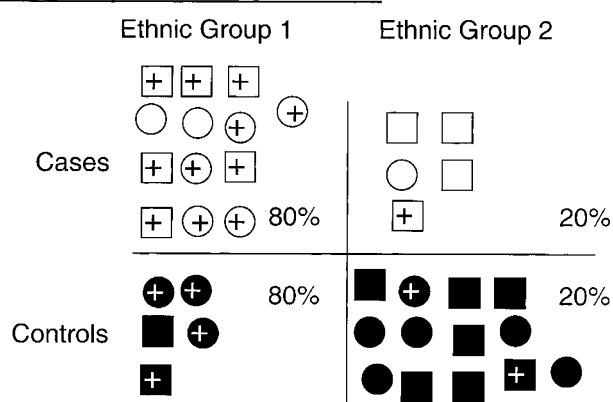 Ethnic Group 1 Ethnic Group 2
Cases
80% 20%
80% 20%
Controls